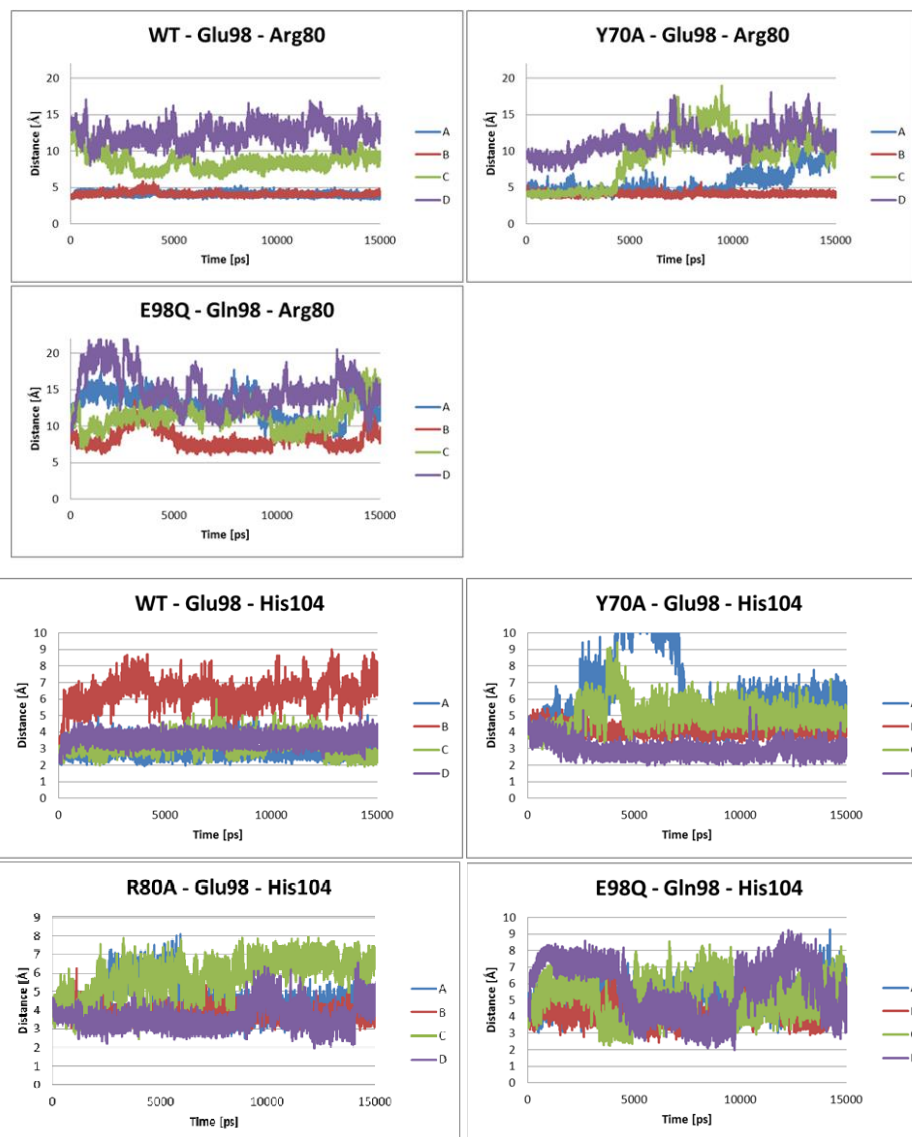 WT - Glu98 - Arg80
Distance [Å]
20
15
10
5
0
0 5000 10000 15000
Time [ps]
A
B
C
D
Y70A - Glu98 - Arg80
Distance [Å]
20
15
10
5
0
0 5000 10000 15000
Time [ps]
A
B
C
D
E98Q - Gln98 - Arg80
Distance [Å]
20
15
10
5
0
0 5000 10000 15000
Time [ps]
A
B
C
D
WT - Glu98 - His104
Distance [Å]
10
9
8
7
6
5
4
3
2
1
0
0 5000 10000 15000
Time [ps]
A
B
C
D
Y70A - Glu98 - His104
Distance [Å]
10
9
8
7
6
5
4
3
2
1
0
0 5000 10000 15000
Time [ps]
R80A - Glu98 - His104
Distance [Å]
9
8
7
6
5
4
3
2
1
0
0 5000 10000 15000
Time [ps]
A
B
C
D
E98Q - Gln98 - His104
Distance [Å]
10
9
8
7
6
5
4
3
2
1
0
0 5000 10000 15000
Time [ps]